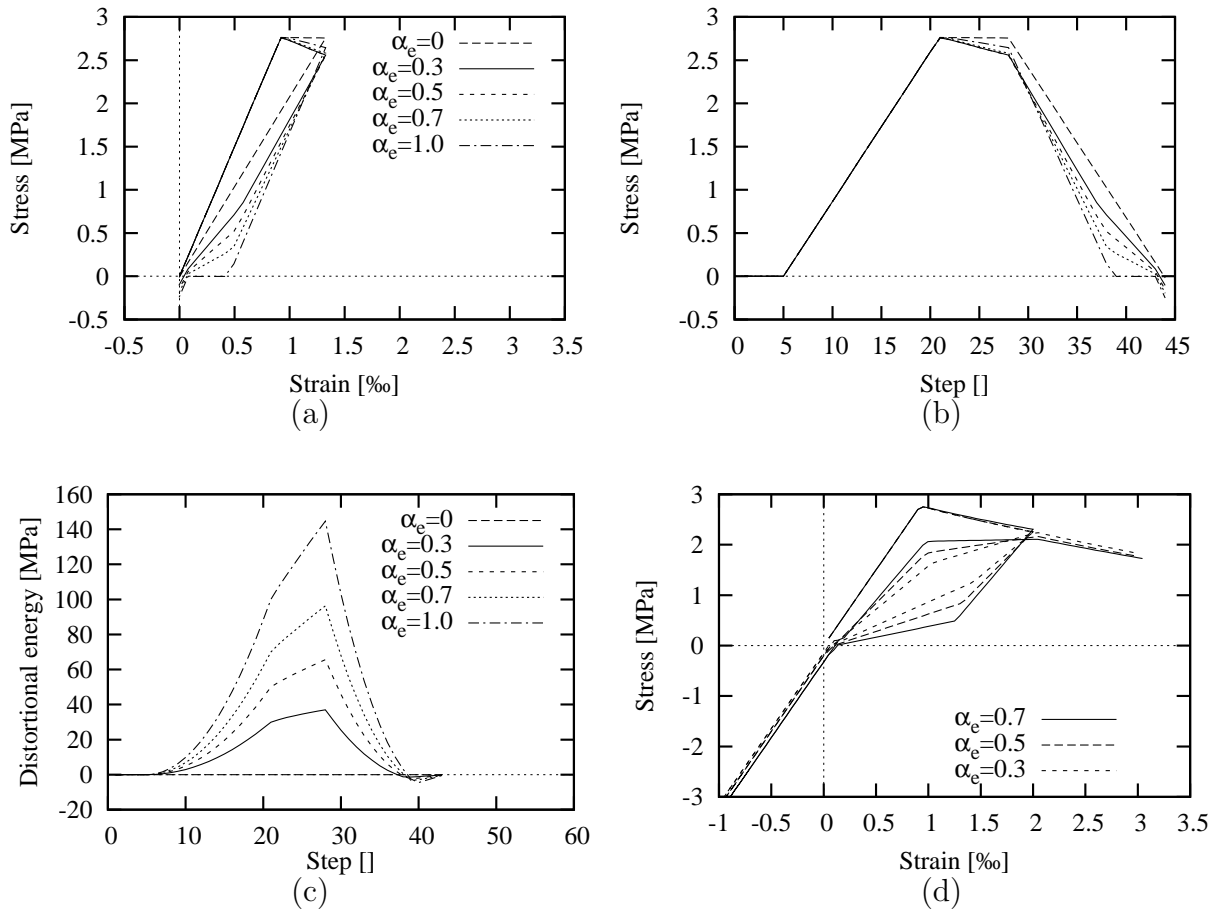 3
2.5
2
1.5
1
0.5
0
-0.5
Stress [MPa]
-0.5 0 0.5 1 1.5 2 2.5 3 3.5
Strain [‰]
αe=0
αe=0.3
αe=0.5
αe=0.7
αe=1.0
(a)
3
2.5
2
1.5
1
0.5
0
-0.5
Stress [MPa]
0 5 10 15 20 25 30 35 40 45
Step []
(b)
160
140
120
100
80
60
40
20
0
-20
Distortional energy [MPa]
0 10 20 30 40 50 60
Step []
αe=0
αe=0.3
αe=0.5
αe=0.7
αe=1.0
(c)
3
2
1
0
-1
-2
-3
Stress [MPa]
-1 -0.5 0 0.5 1 1.5 2 2.5 3 3.5
Strain [‰]
αe=0.7
αe=0.5
αe=0.3
(d)